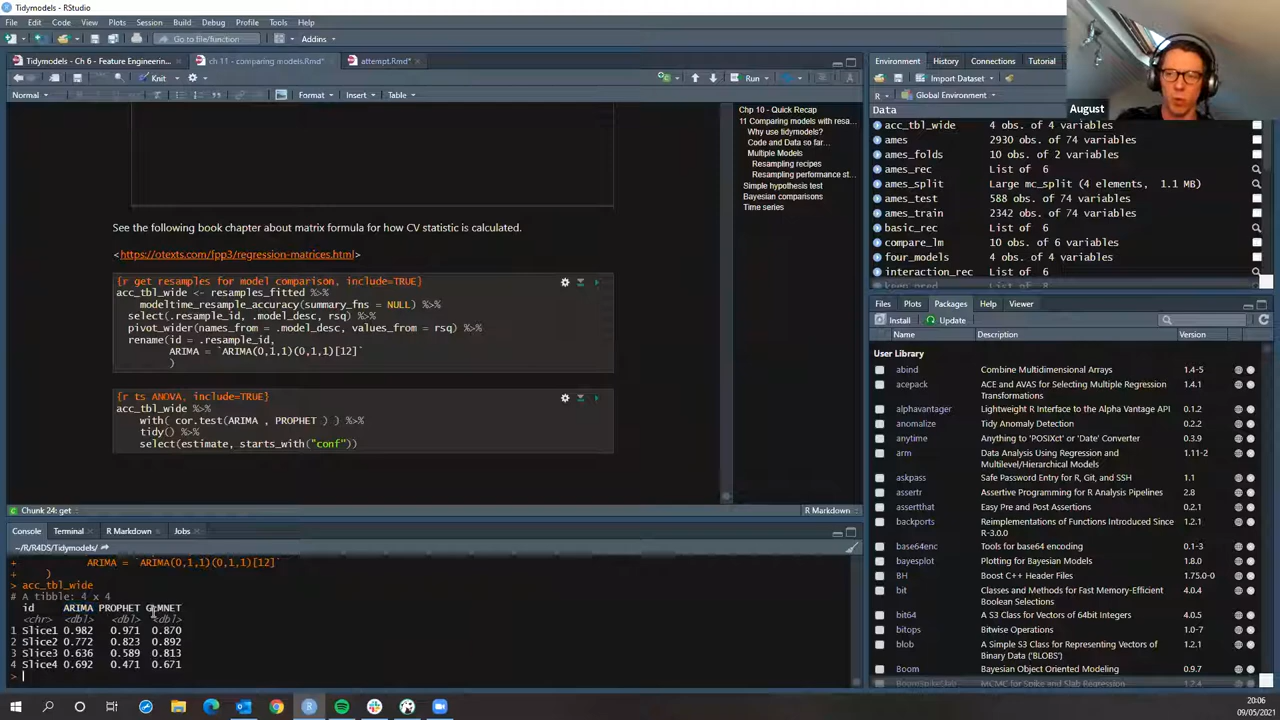 Tidymodels - RStudio
File Edit Code View Plots Session Build Debug Profile Tools Help
Go to file/function Addins
Tidymodels - Ch 6 - Feature Engineerin... ch 11 - comparing models.Rmd* attempt.Rmd*
Knit Run
Normal Format Insert Table
See the following book chapter about matrix formula for how CV statistic is calculated.
<https://otexts.com/fpp3/regression-matrices.html>
{r get resamples for model comparison, include=TRUE}
acc_tbl_wide <- resamples_fitted %>%
modeltime_resample_accuracy(summary_fns = NULL) %>%
select(.resample_id, .model_desc, rsq) %>%
pivot_wider(names_from = .model_desc, values_from = rsq) %>%
rename(id = .resample_id,
ARIMA = `ARIMA(0,1,1)(0,1,1)[12]`
)
{r ts ANOVA, include=TRUE}
acc_tbl_wide %>%
with( cor.test(ARIMA , PROPHET ) ) %>%
tidy() %>%
select(estimate, starts_with("conf"))
Chp 10 - Quick Recap
11 Comparing models with resa...
Why use tidymodels?
Code and Data so far...
Multiple Models
Resampling recipes
Resampling performance st...
Simple hypothesis test
Bayesian comparisons
Time series
Chunk 24: get R Markdown
Console Terminal R Markdown Jobs
~/R/R4DS/Tidymodels/
+ ARIMA = `ARIMA(0,1,1)(0,1,1)[12]`
+ )
> acc_tbl_wide
# A tibble: 4 x 4
id ARIMA PROPHET GLMNET
<chr> <dbl> <dbl> <dbl>
1 Slice1 0.982 0.971 0.870
2 Slice2 0.772 0.823 0.892
3 Slice3 0.636 0.589 0.813
4 Slice4 0.692 0.471 0.671
>
August
Environment History Connections Tutorial
Import Dataset
R Global Environment
Data
acc_tbl_wide 4 obs. of 4 variables
ames 2930 obs. of 74 variables
ames_folds 10 obs. of 2 variables
ames_rec List of 6
ames_split Large mc_split (4 elements, 1.1 MB)
ames_test 588 obs. of 74 variables
ames_train 2342 obs. of 74 variables
basic_rec List of 6
compare_lm 10 obs. of 6 variables
four_models List of 4
interaction_rec List of 6
Files Plots Packages Help Viewer
Install Update
Name Description Version
User Library
abind Combine Multidimensional Arrays 1.4-5
acepack ACE and AVAS for Selecting Multiple Regression Transformations 1.4.1
alphavantager Lightweight R Interface to the Alpha Vantage API 0.1.2
anomalize Tidy Anomaly Detection 0.2.2
anytime Anything to 'POSIXct' or 'Date' Converter 0.3.9
arm Data Analysis Using Regression and Multilevel/Hierarchical Models 1.11-2
askpass Safe Password Entry for R, Git, and SSH 1.1
assertr Assertive Programming for R Analysis Pipelines 2.8
assertthat Easy Pre and Post Assertions 0.2.1
backports Reimplementations of Functions Introduced Since R-3.0.0 1.2.1
base64enc Tools for base64 encoding 0.1-3
bayesplot Plotting for Bayesian Models 1.8.0
BH Boost C++ Header Files 1.75.0-0
bit Classes and Methods for Fast Memory-Efficient Boolean Selections 4.0.4
bit64 A S3 Class for Vectors of 64bit Integers 4.0.5
bitops Bitwise Operations 1.0-7
blob A Simple S3 Class for Representing Vectors of Binary Data ('BLOBS') 1.2.1
Boom Bayesian Object Oriented Modeling 0.9.7
20:06
09/05/2021